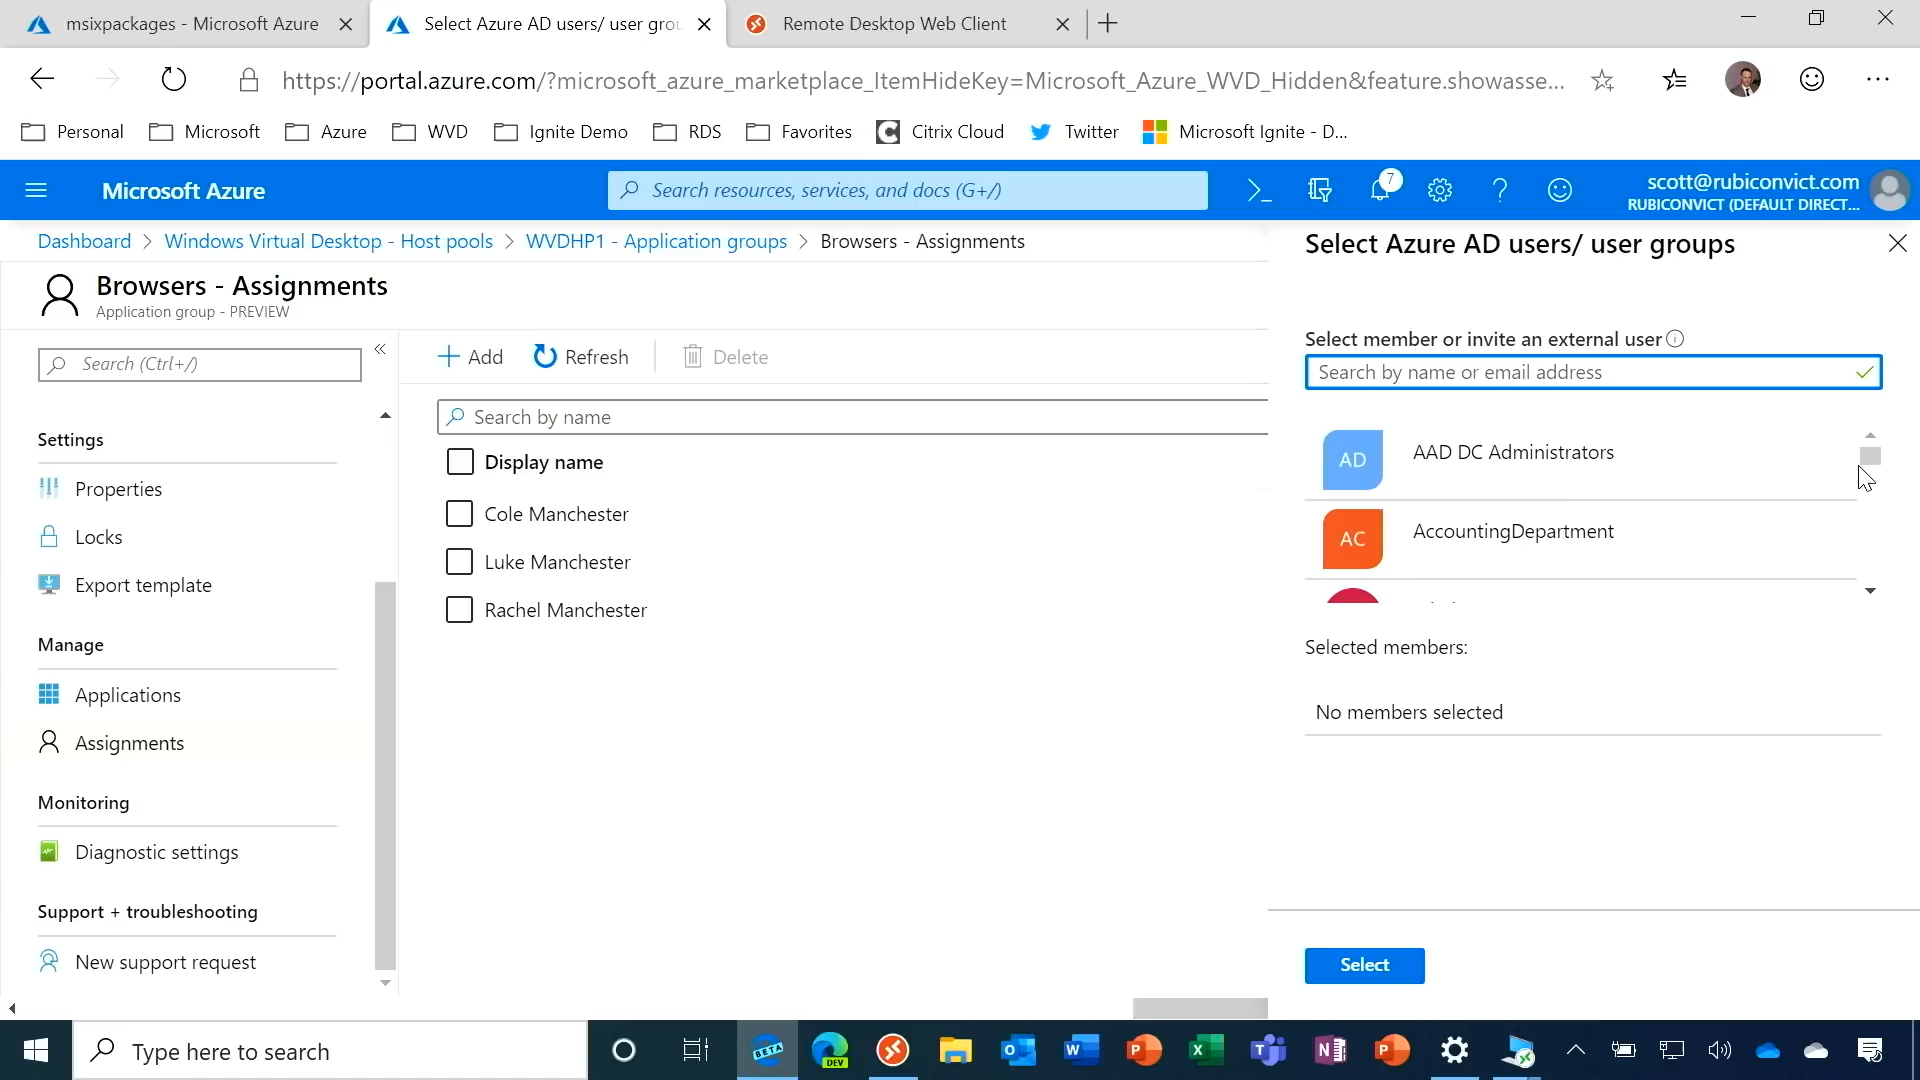 msixpackages - Microsoft Azure
Select Azure AD users/ user grou
Remote Desktop Web Client
https://portal.azure.com/?microsoft_azure_marketplace_ItemHideKey=Microsoft_Azure_WVD_Hidden&feature.showasse...
Personal
Microsoft
Azure
WVD
Ignite Demo
RDS
Favorites
Citrix Cloud
Twitter
Microsoft Ignite - D...
Microsoft Azure
Search resources, services, and docs (G+/)
7
scott@rubiconvict.com
RUBICONVICT (DEFAULT DIRECT...
Dashboard > Windows Virtual Desktop - Host pools > WVDHP1 - Application groups > Browsers - Assignments
Browsers - Assignments
Application group - PREVIEW
Search (Ctrl+/)
Settings
Properties
Locks
Export template
Manage
Applications
Assignments
Monitoring
Diagnostic settings
Support + troubleshooting
New support request
Add
Refresh
Delete
Search by name
Display name
Cole Manchester
Luke Manchester
Rachel Manchester
Select Azure AD users/ user groups
Select member or invite an external user
Search by name or email address
AD
AAD DC Administrators
AC
AccountingDepartment
Selected members:
No members selected
Select
Type here to search
BETA
DEV